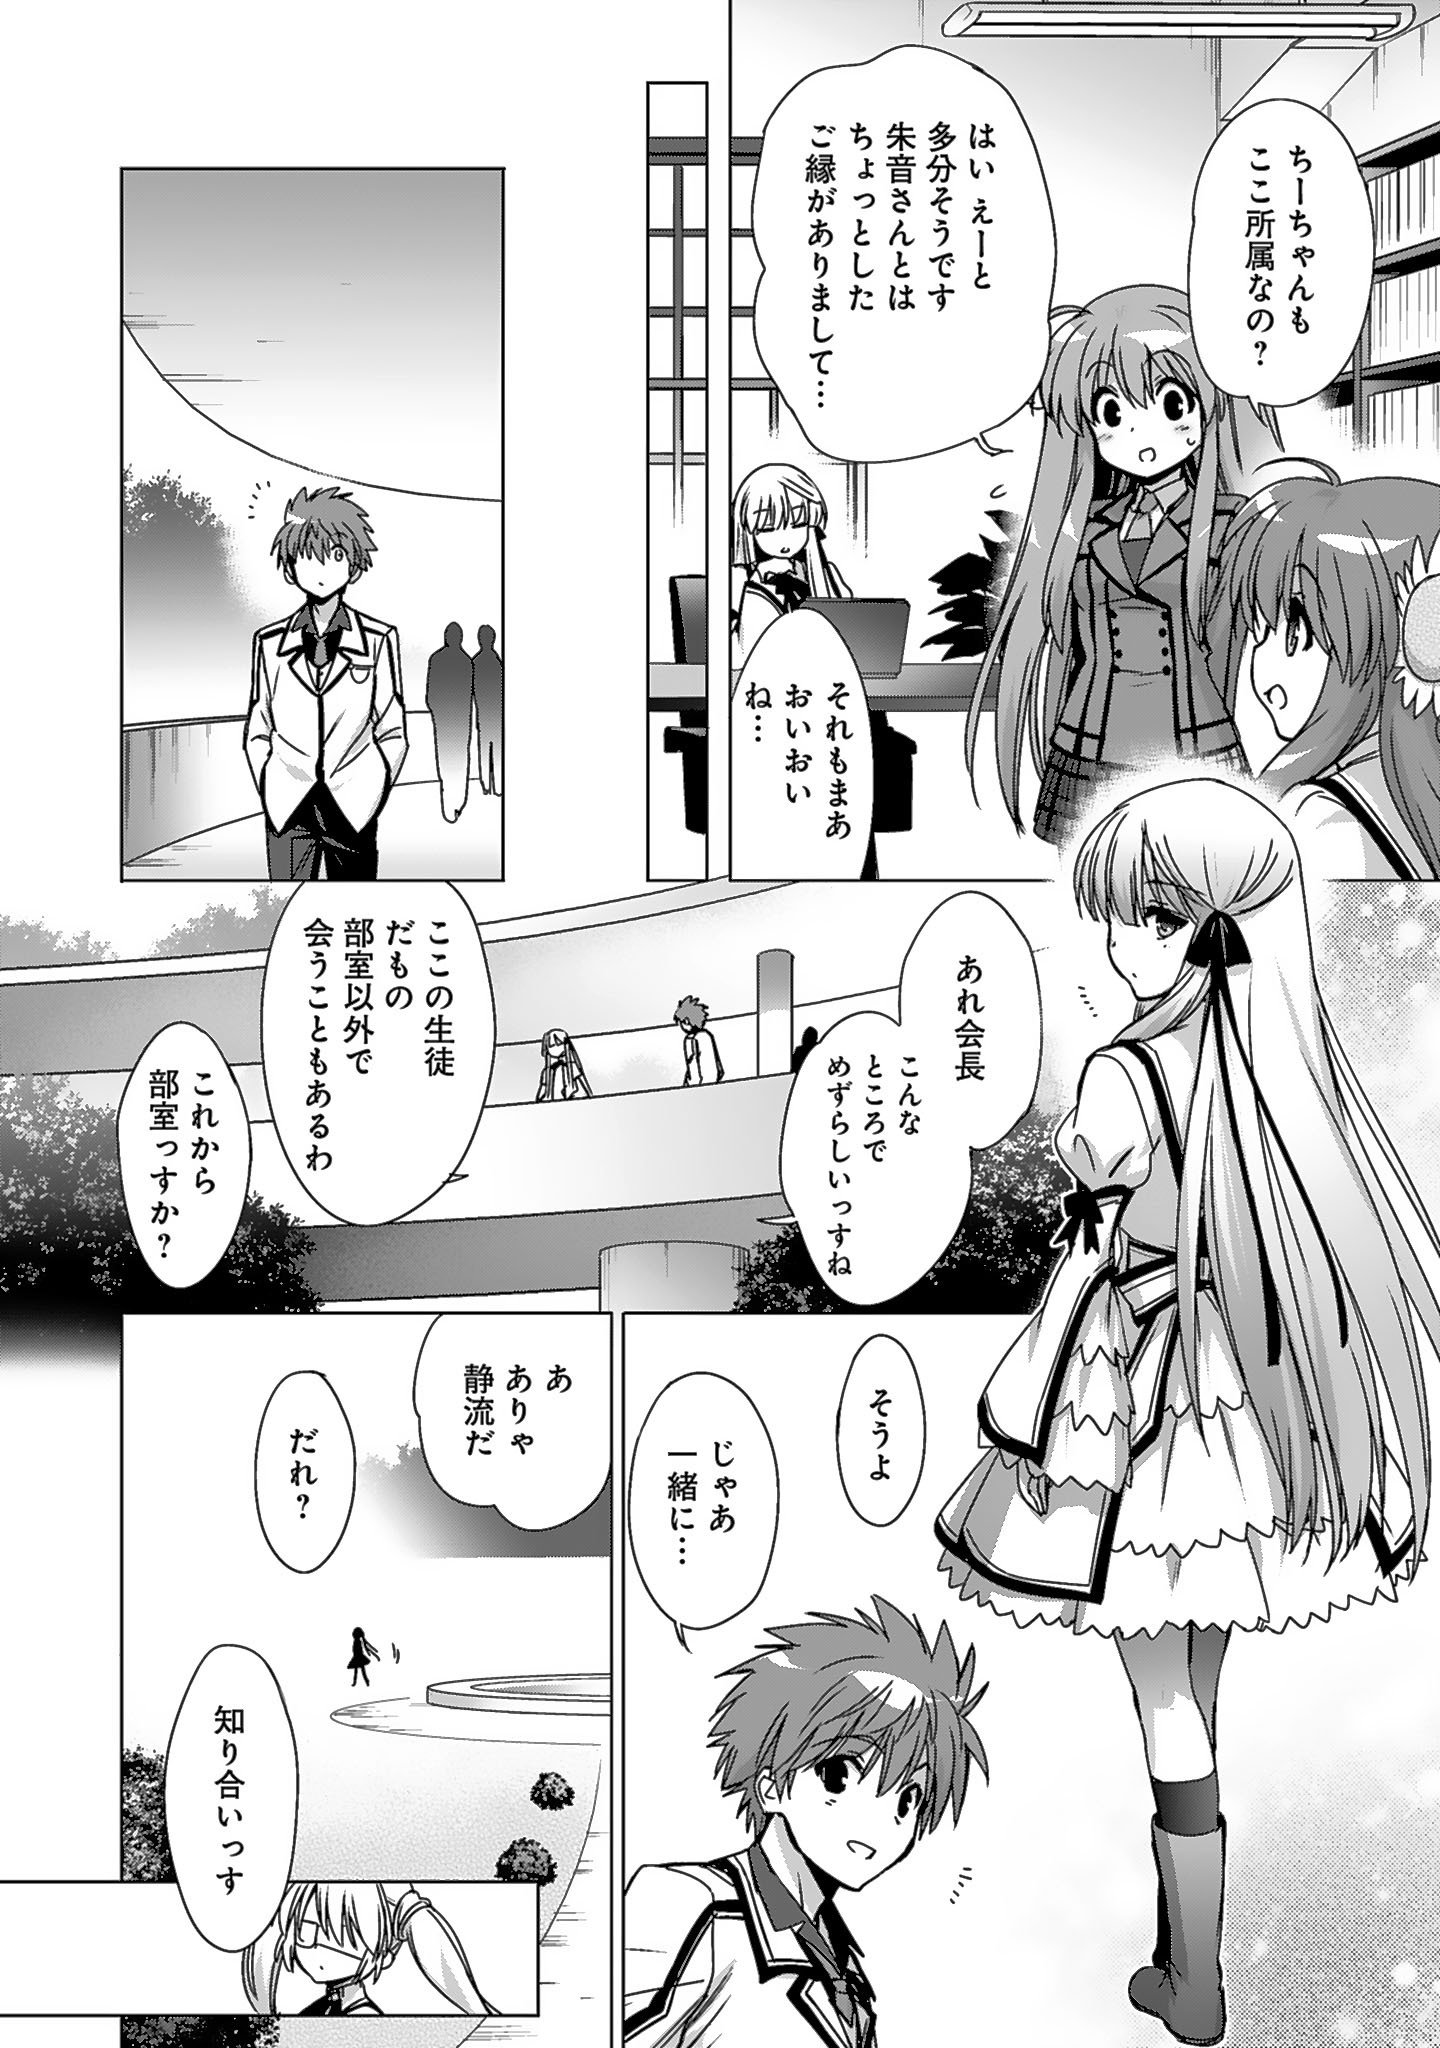 ちーちゃんも
ここ所属なの?
はい えーと
多分そうです
朱音さんとは
ちょっとした
ご縁がありまして…
それもまあ
おいおい
ね…
あれ会長
こんな
ところで
めずらしいっすね
ここの生徒
だもの
部室以外で
会うこともあるわ
これから
部室っすか?
そうよ
じゃあ
一緒に…
あ
ありゃ
静流だ
だれ?
知り合いっす